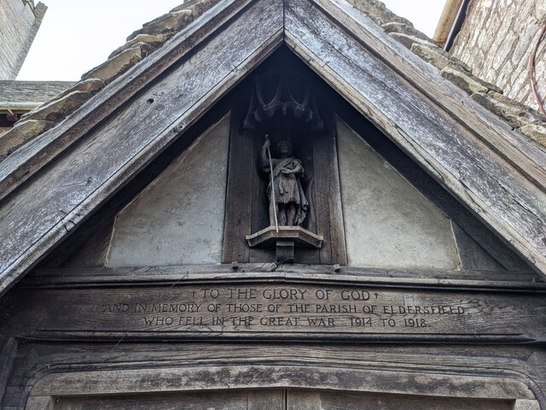 TO THE GLORY OF GOD
AND IN MEMORY OF THOSE OF THE PARISH OF ELDERSFIELD,
WHO FELL IN THE GREAT WAR 1914 TO 1918.